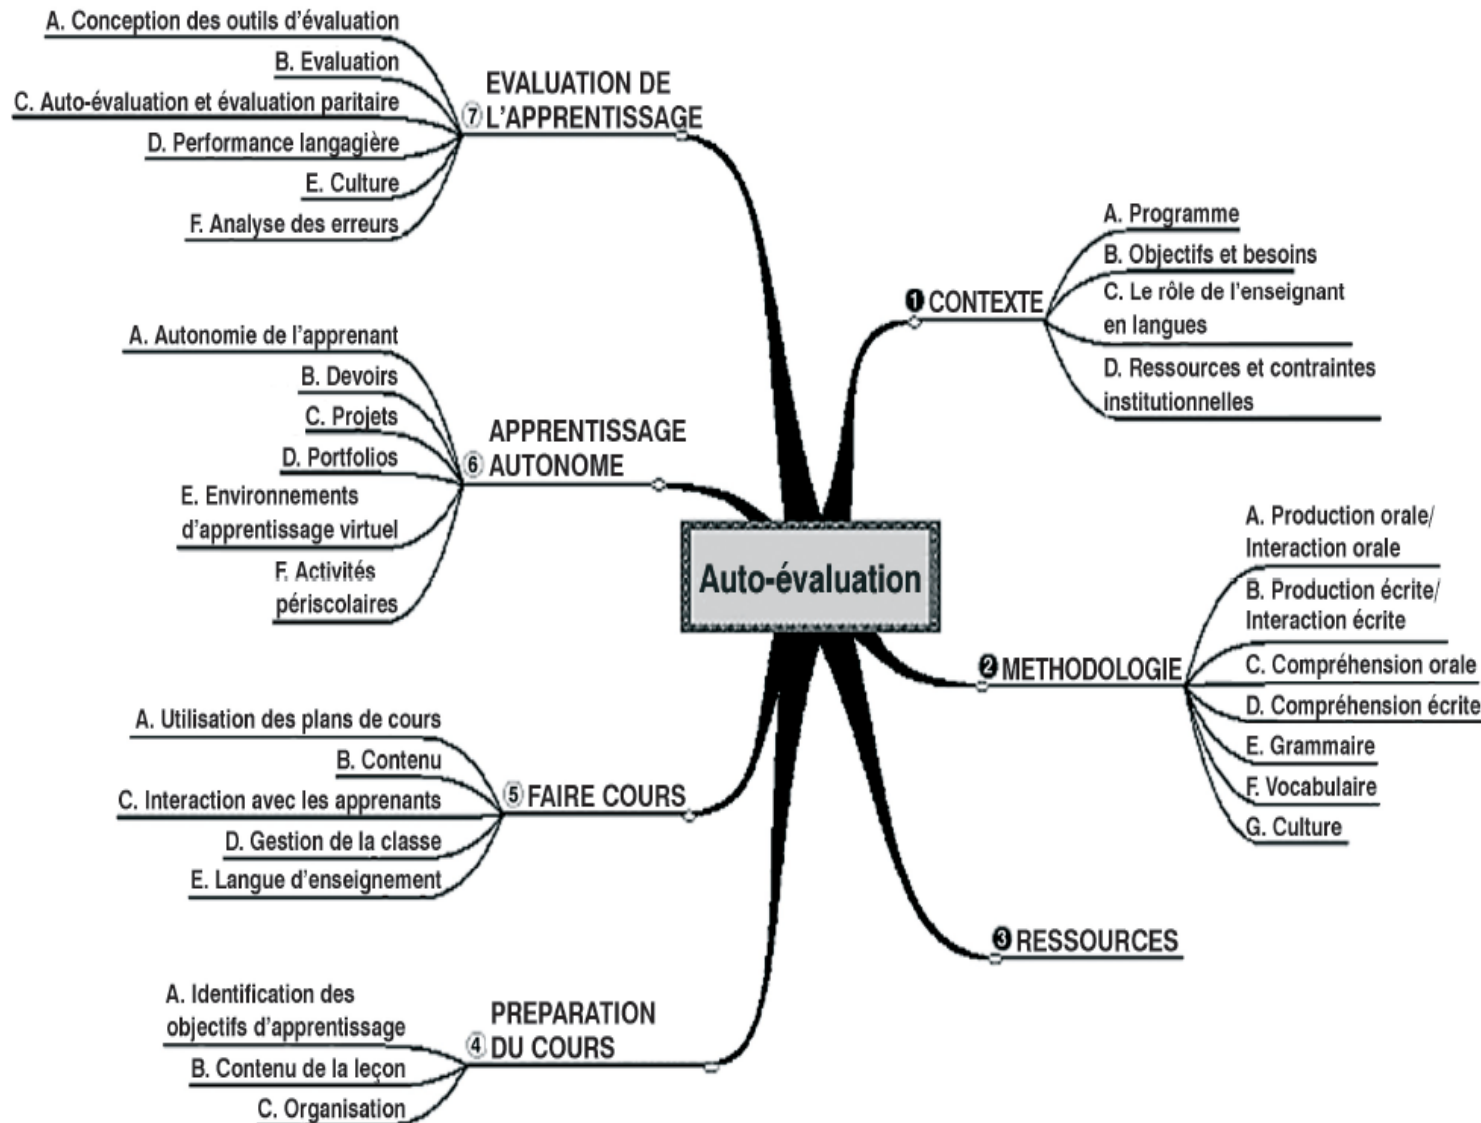 Auto-évaluation
❶ CONTEXTE
A. Programme
B. Objectifs et besoins
C. Le rôle de l'enseignant
en langues
D. Ressources et contraintes
institutionnelles
❷ METHODOLOGIE
A. Production orale/
Interaction orale
B. Production écrite/
Interaction écrite
C. Compréhension orale
D. Compréhension écrite
E. Grammaire
F. Vocabulaire
G. Culture
❸ RESSOURCES
PREPARATION
④ DU COURS
A. Identification des
objectifs d'apprentissage
B. Contenu de la leçon
C. Organisation
⑤ FAIRE COURS
A. Utilisation des plans de cours
B. Contenu
C. Interaction avec les apprenants
D. Gestion de la classe
E. Langue d'enseignement
APPRENTISSAGE
⑥ AUTONOME
A. Autonomie de l'apprenant
B. Devoirs
C. Projets
D. Portfolios
E. Environnements
d'apprentissage virtuel
F. Activités
périscolaires
EVALUATION DE
⑦ L'APPRENTISSAGE
A. Conception des outils d'évaluation
B. Evaluation
C. Auto-évaluation et évaluation paritaire
D. Performance langagière
E. Culture
F. Analyse des erreurs